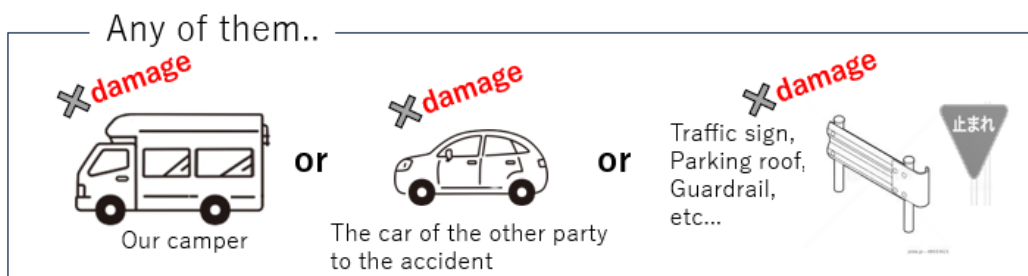 Any of them..
damage
damage
damage
Our camper
or
The car of the other party
to the accident
or
Traffic sign,
Parking roof,
Guardrail,
etc...
止まれ